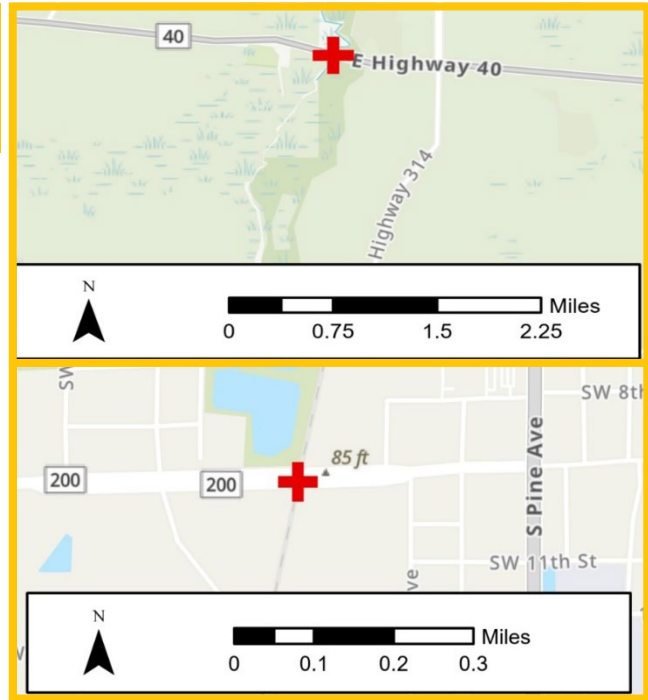 40
E Highway 40
Highway 314
N
Miles
0 0.75 1.5 2.25
SW
SW 8th
85 ft
200
200
S Pine Ave
SW 11th St
ve
N
Miles
0 0.1 0.2 0.3